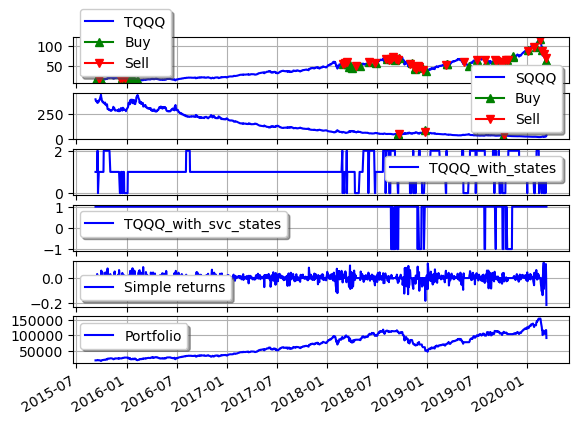 TQQQ
Buy
Sell
100
50
SQQQ
Buy
Sell
250
0
2
0
TQQQ_with_states
1
0
−1
TQQQ_with_svc_states
0.0
−0.2
Simple returns
150000
100000
50000
Portfolio
2015-07
2016-01
2016-07
2017-01
2017-07
2018-01
2018-07
2019-01
2019-07
2020-01